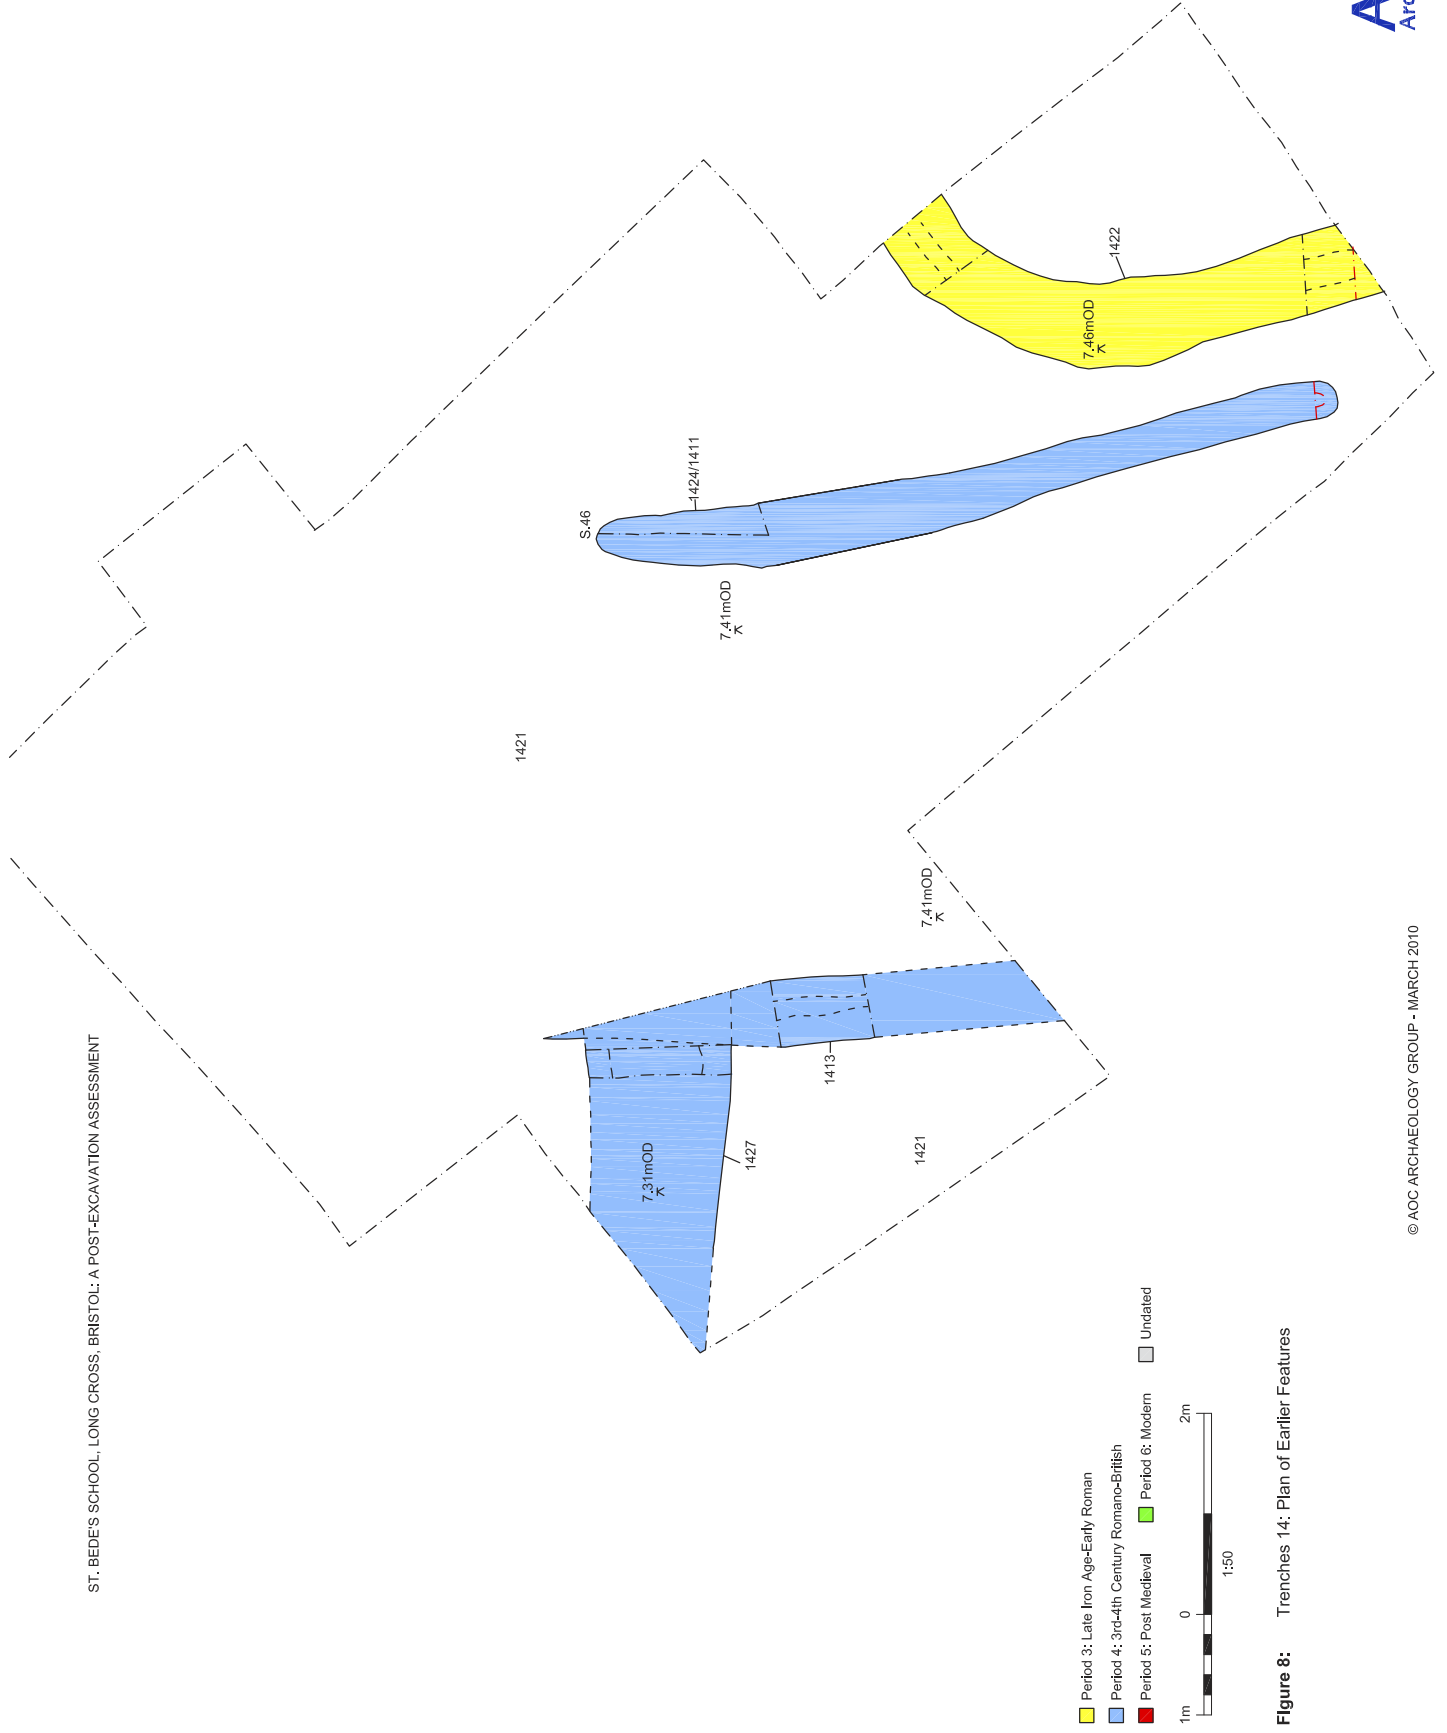 ST. BEDE'S SCHOOL, LONG CROSS, BRISTOL: A POST-EXCAVATION ASSESSMENT
1421
S.46
1424/1411
7.41mOD
1422
7.46mOD
7.41mOD
1413
7.31mOD
1427
1421
Period 3: Late Iron Age-Early Roman
Period 4: 3rd-4th Century Romano-British
Period 5: Post Medieval
Period 6: Modern
Undated
1m
0
2m
1:50
Figure 8: Trenches 14: Plan of Earlier Features
© AOC ARCHAEOLOGY GROUP - MARCH 2010